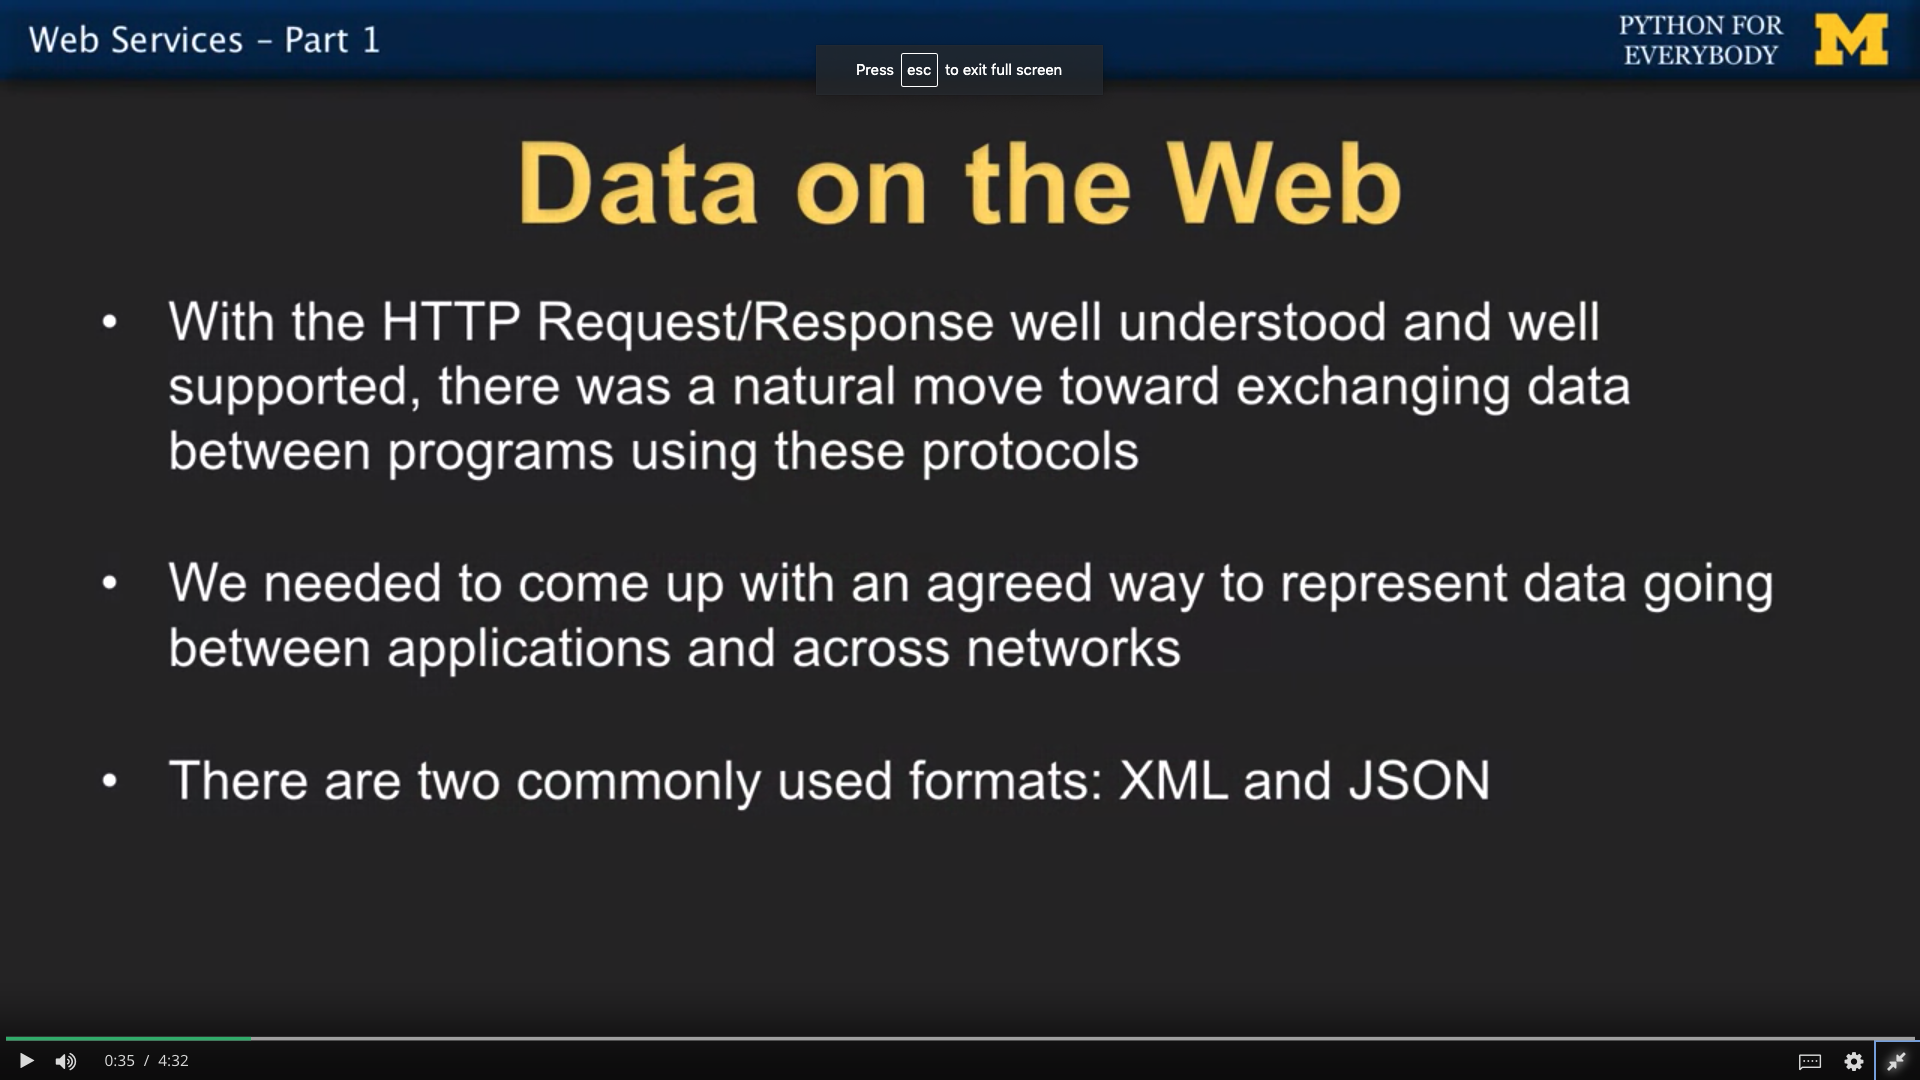 Web Services – Part 1
PYTHON FOR
EVERYBODY
M
Press esc to exit full screen
Data on the Web
• With the HTTP Request/Response well understood and well
supported, there was a natural move toward exchanging data
between programs using these protocols
• We needed to come up with an agreed way to represent data going
between applications and across networks
• There are two commonly used formats: XML and JSON
0:35 / 4:32